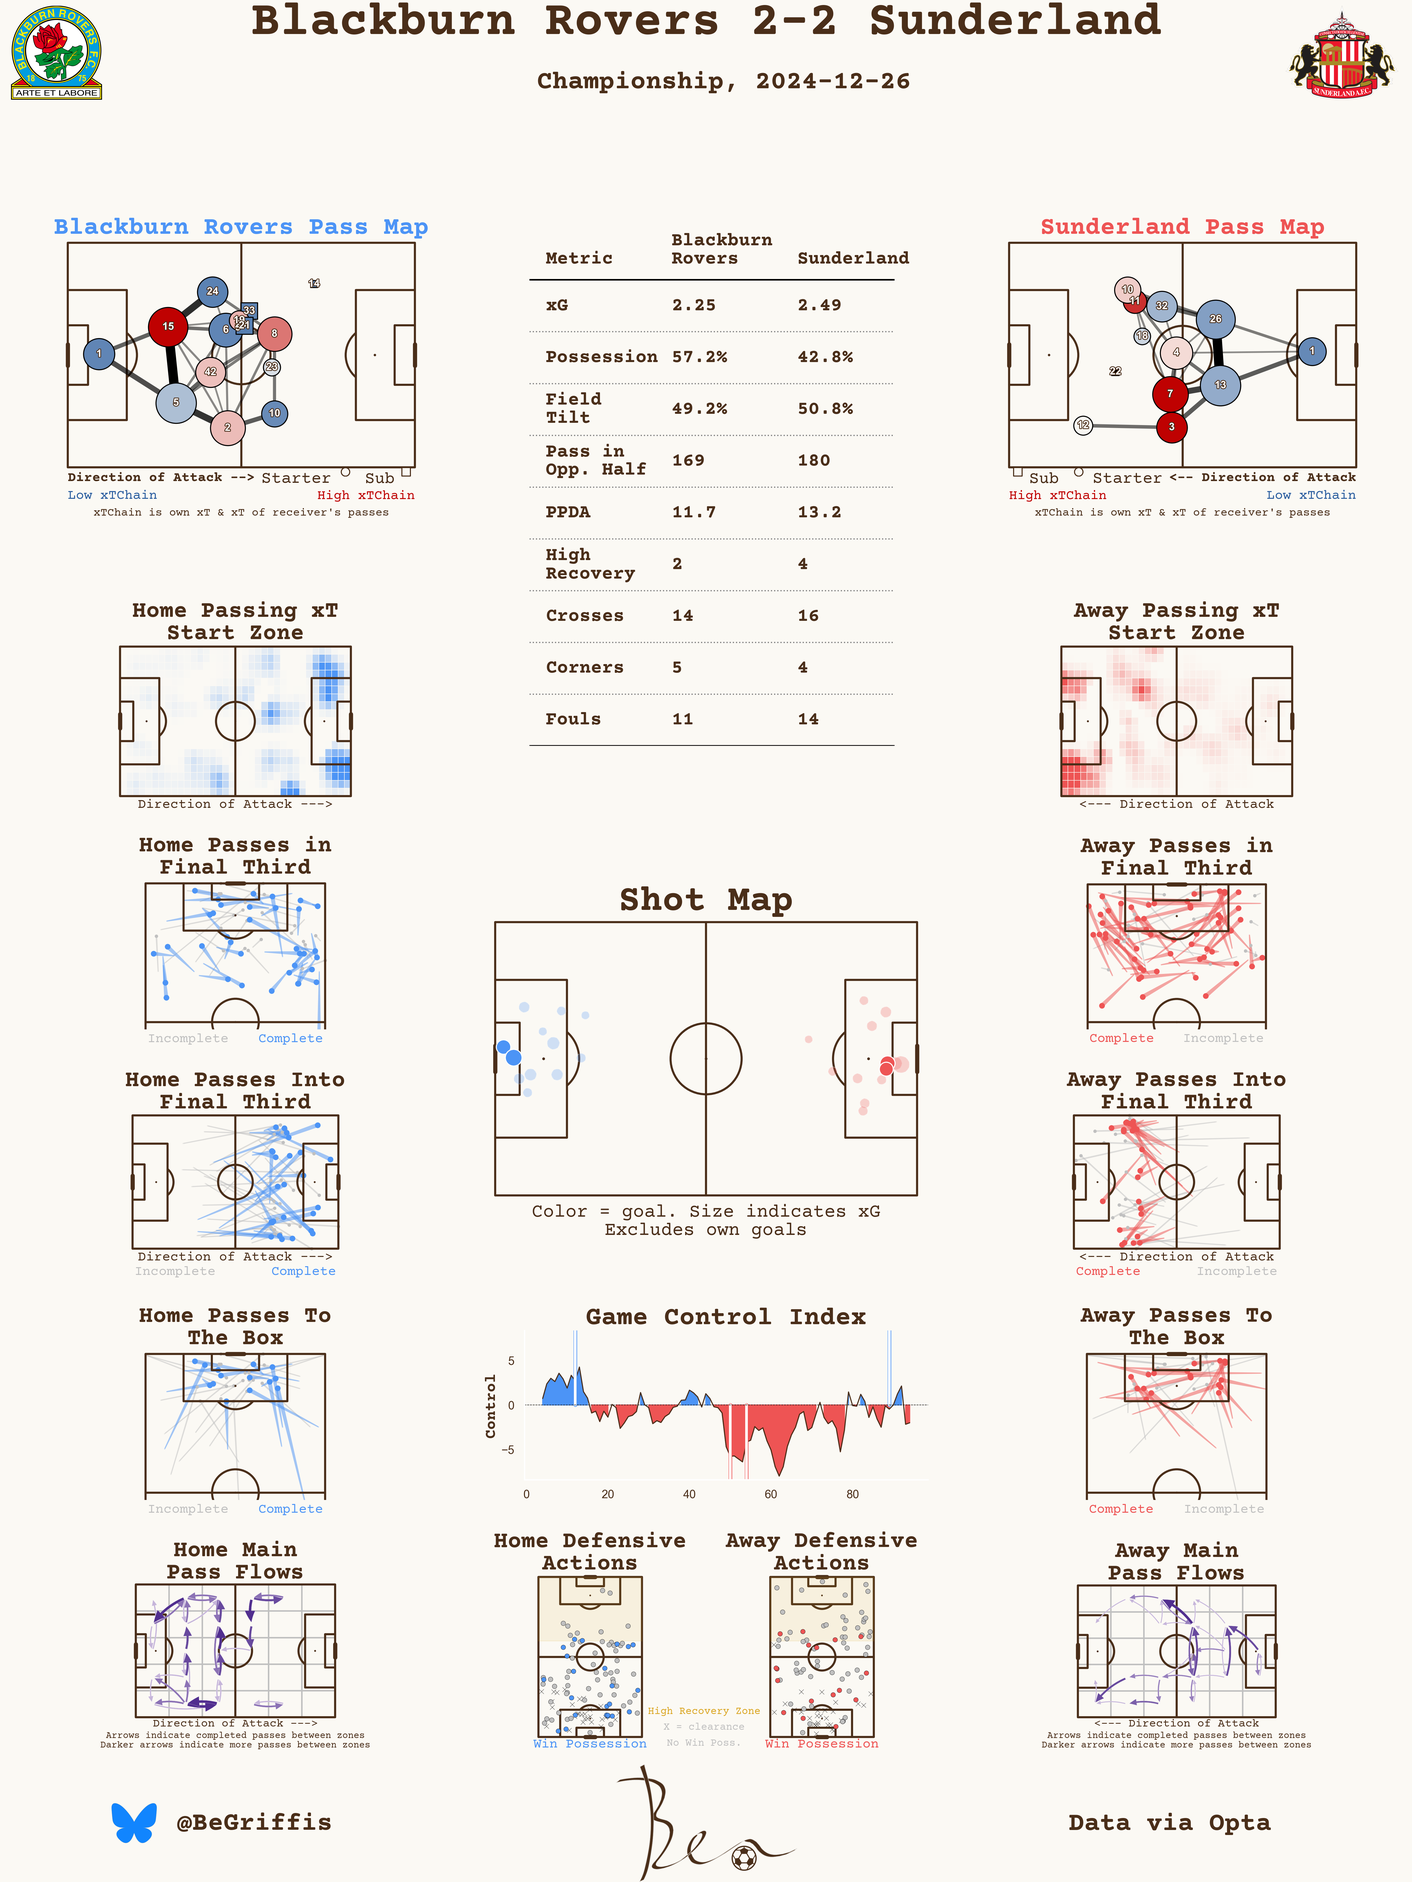 Blackburn Rovers 2-2 Sunderland
Championship, 2024-12-26
BLACKBURN ROVERS F.C.
18 75
ARTE ET LABORE
SUNDERLAND A.F.C.
Blackburn Rovers Pass Map
24
33
14
15
6
21
8
1
42
23
5
2
10
Direction of Attack --> Starter Sub
Low xTChain High xTChain
xTChain is own xT & xT of receiver's passes
Metric Blackburn Rovers Sunderland
xG 2.25 2.49
Possession 57.2% 42.8%
Field Tilt 49.2% 50.8%
Pass in Opp. Half 169 180
PPDA 11.7 13.2
High Recovery 2 4
Crosses 14 16
Corners 5 4
Fouls 11 14
Sunderland Pass Map
10
11
32
26
18
4
1
22
13
7
12
3
Sub Starter <-- Direction of Attack
High xTChain Low xTChain
xTChain is own xT & xT of receiver's passes
Home Passing xT
Start Zone
Direction of Attack --->
Away Passing xT
Start Zone
<--- Direction of Attack
Home Passes in
Final Third
Incomplete Complete
Away Passes in
Final Third
Complete Incomplete
Shot Map
Color = goal. Size indicates xG
Excludes own goals
Home Passes Into
Final Third
Direction of Attack --->
Incomplete Complete
Away Passes Into
Final Third
<--- Direction of Attack
Complete Incomplete
Home Passes To
The Box
Incomplete Complete
Game Control Index
Control
5
0
−5
0 20 40 60 80
Away Passes To
The Box
Complete Incomplete
Home Main
Pass Flows
Direction of Attack --->
Arrows indicate completed passes between zones
Darker arrows indicate more passes between zones
Home Defensive
Actions
Win Possession
High Recovery Zone
X = clearance
No Win Poss.
Away Defensive
Actions
Win Possession
Away Main
Pass Flows
<--- Direction of Attack
Arrows indicate completed passes between zones
Darker arrows indicate more passes between zones
@BeGriffis
Ben
Data via Opta